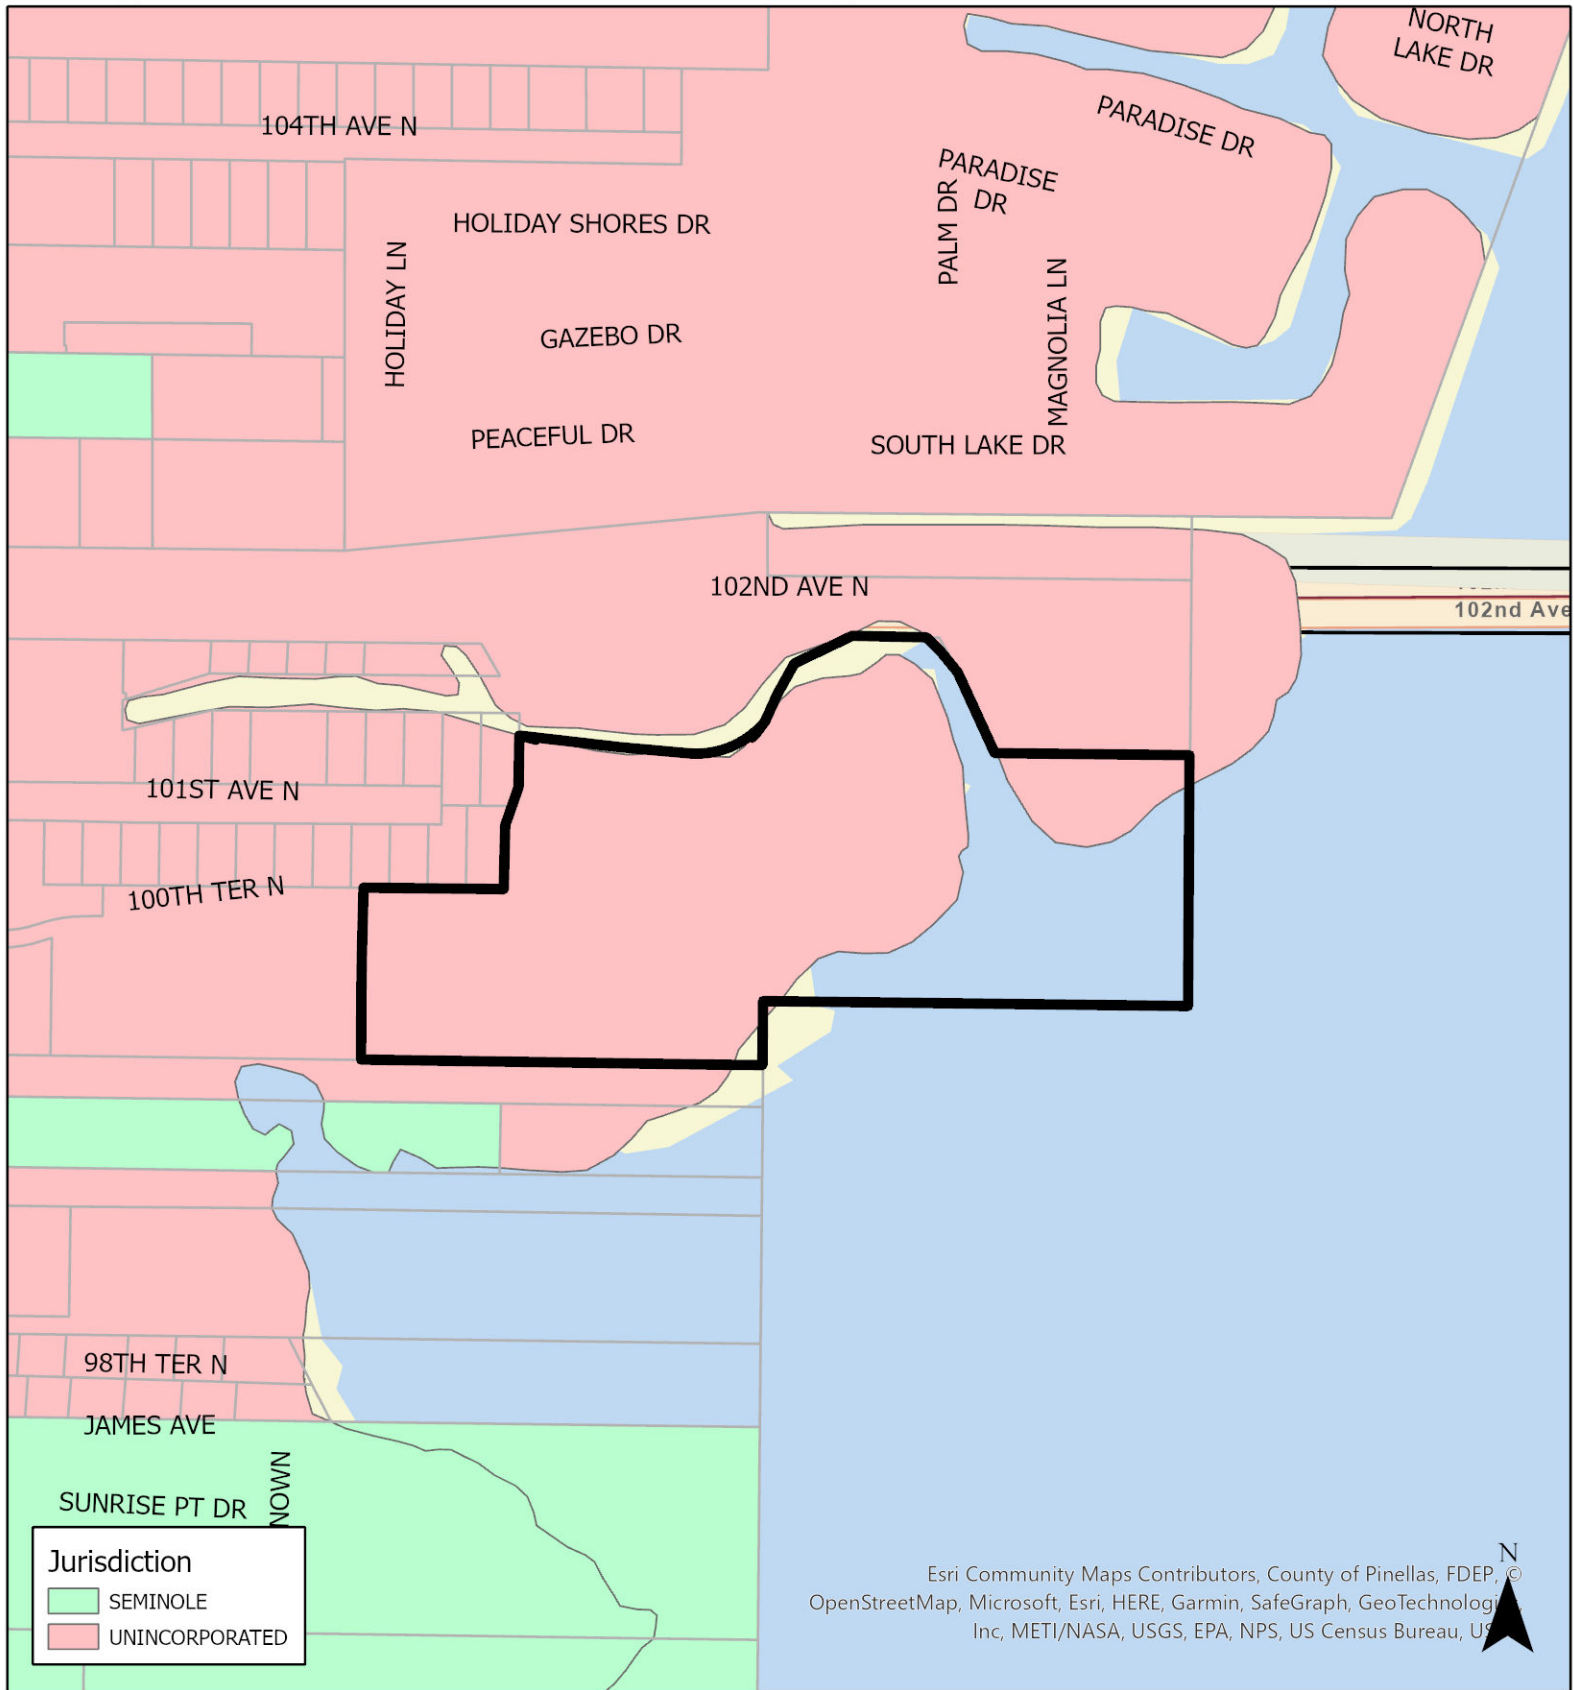 NORTH
LAKE DR
104TH AVE N
PARADISE DR
PARADISE
DR
PALM DR
HOLIDAY SHORES DR
HOLIDAY LN
MAGNOLIA LN
GAZEBO DR
PEACEFUL DR
SOUTH LAKE DR
102ND AVE N
102nd Ave
101ST AVE N
100TH TER N
98TH TER N
JAMES AVE
NOWN
SUNRISE PT DR
Jurisdiction
SEMINOLE
UNINCORPORATED
N
Esri Community Maps Contributors, County of Pinellas, FDEP, ©
OpenStreetMap, Microsoft, Esri, HERE, Garmin, SafeGraph, GeoTechnologi
Inc, METI/NASA, USGS, EPA, NPS, US Census Bureau, US